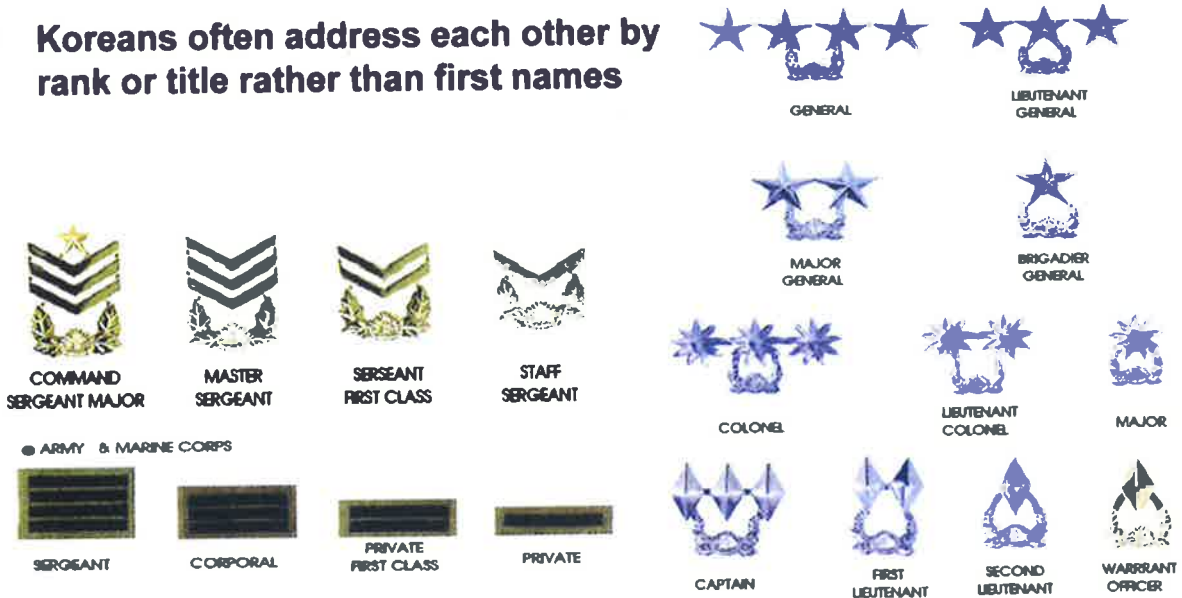 Koreans often address each other by
rank or title rather than first names
GENERAL
LIEUTENANT
GENERAL
MAJOR
GENERAL
BRIGADIER
GENERAL
COMMAND
SERGEANT MAJOR
MASTER
SERGEANT
SERSEANT
FIRST CLASS
STAFF
SERGEANT
COLONEL
LIEUTENANT
COLONEL
MAJOR
● ARMY & MARINE CORPS
SERGEANT
CORPORAL
PRIVATE
FIRST CLASS
PRIVATE
CAPTAIN
FIRST
LIEUTENANT
SECOND
LIEUTENANT
WARRRANT
OFFICER